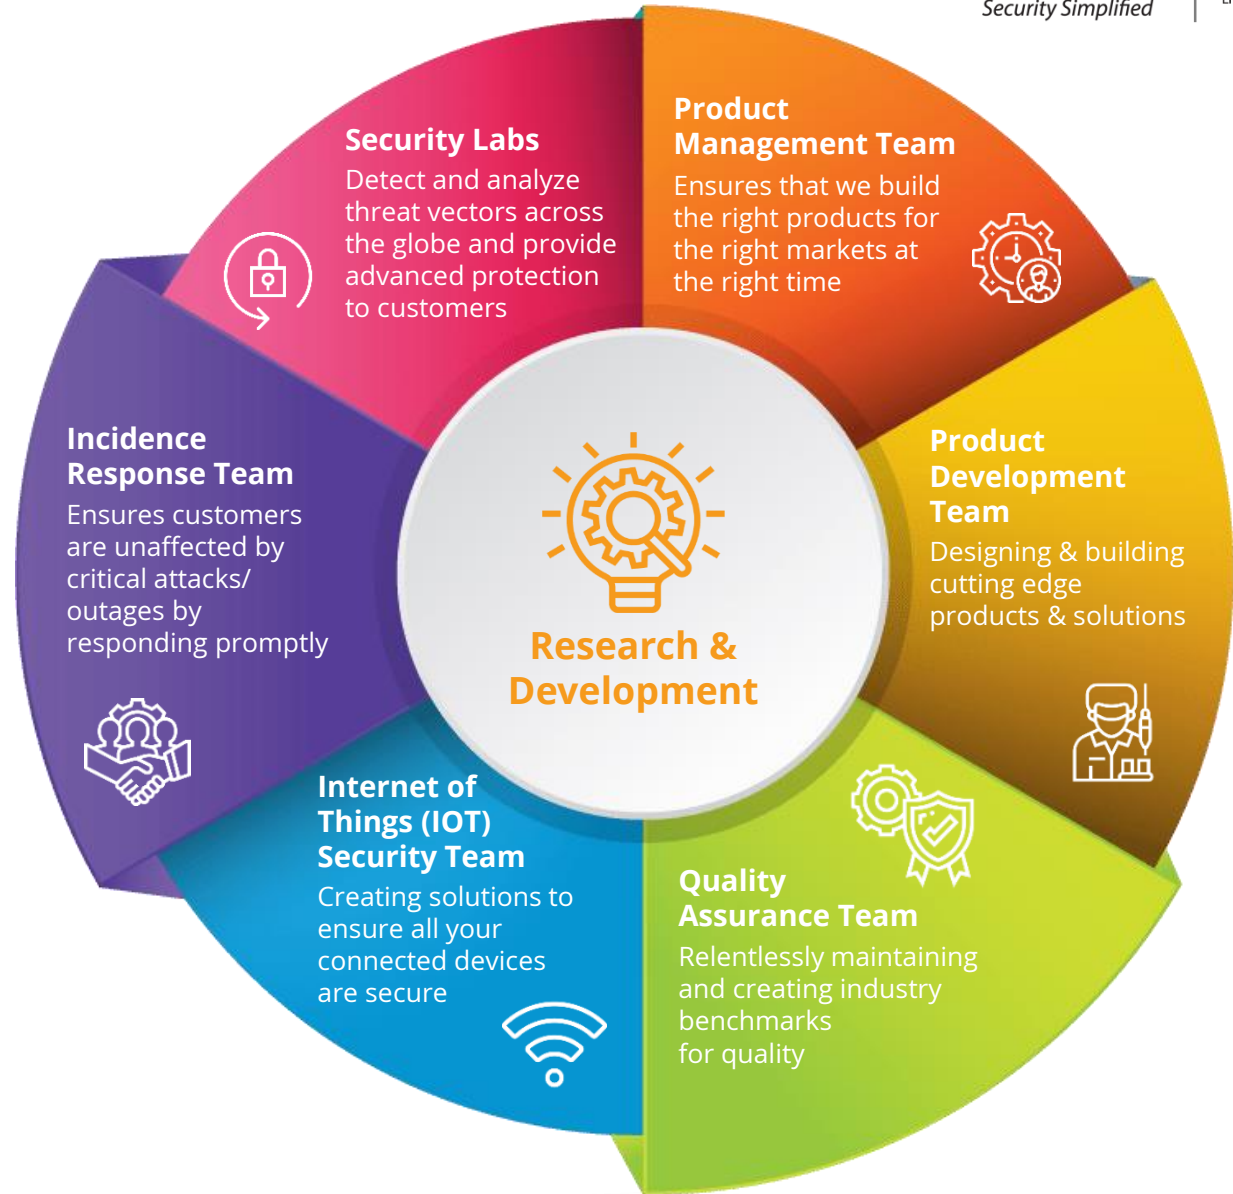 Security Simplified
Security Labs
Detect and analyze
threat vectors across
the globe and provide
advanced protection
to customers
Product
Management Team
Ensures that we build
the right products for
the right markets at
the right time
Product
Development
Team
Designing & building
cutting edge
products & solutions
Quality
Assurance Team
Relentlessly maintaining
and creating industry
benchmarks
for quality
Internet of
Things (IOT)
Security Team
Creating solutions to
ensure all your
connected devices
are secure
Incidence
Response Team
Ensures customers
are unaffected by
critical attacks/
outages by
responding promptly
Research &
Development